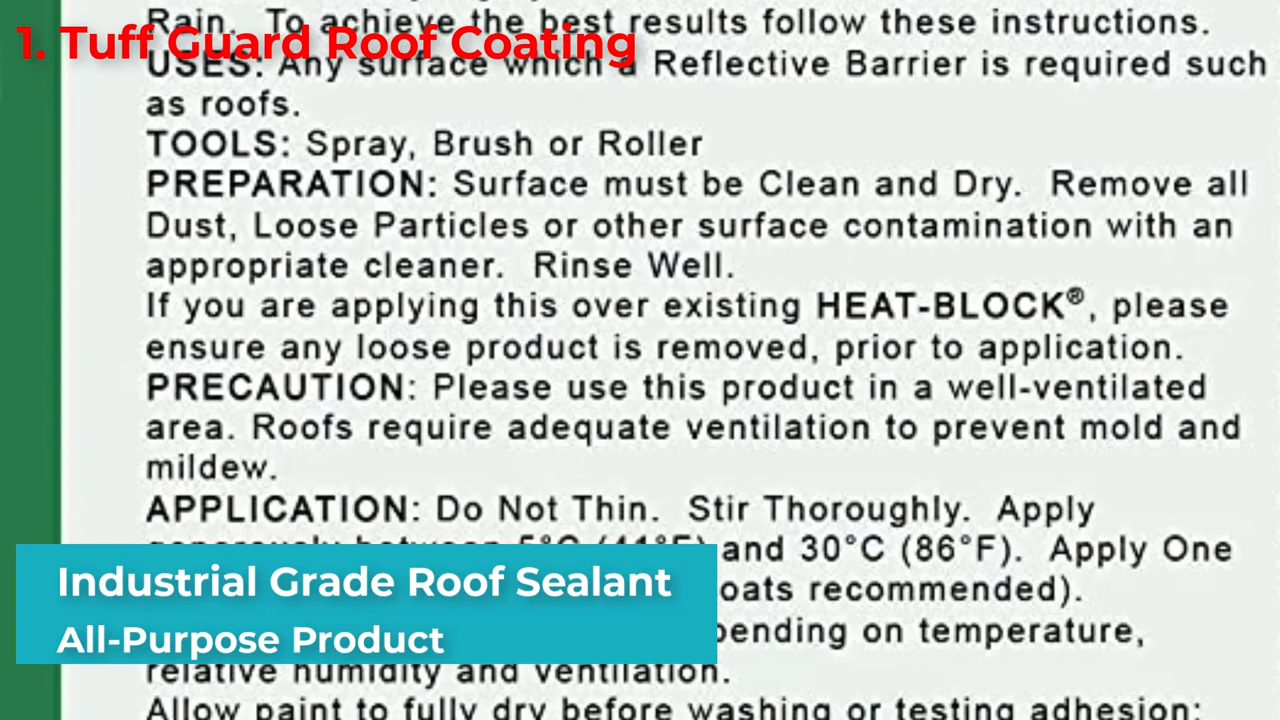 Rain. To achieve the best results follow these instructions.
1. Tuff Guard Roof Coating
USES: Any surface which a Reflective Barrier is required such
as roofs.
TOOLS: Spray, Brush or Roller
PREPARATION: Surface must be Clean and Dry. Remove all
Dust, Loose Particles or other surface contamination with an
appropriate cleaner. Rinse Well.
If you are applying this over existing HEAT-BLOCK®, please
ensure any loose product is removed, prior to application.
PRECAUTION: Please use this product in a well-ventilated
area. Roofs require adequate ventilation to prevent mold and
mildew.
APPLICATION: Do Not Thin. Stir Thoroughly. Apply
generously between 5°C (41°F) and 30°C (86°F). Apply One
Industrial Grade Roof Sealant
oats recommended).
All-Purpose Product
pending on temperature,
relative humidity and ventilation.
Allow paint to fully dry before washing or testing adhesion: